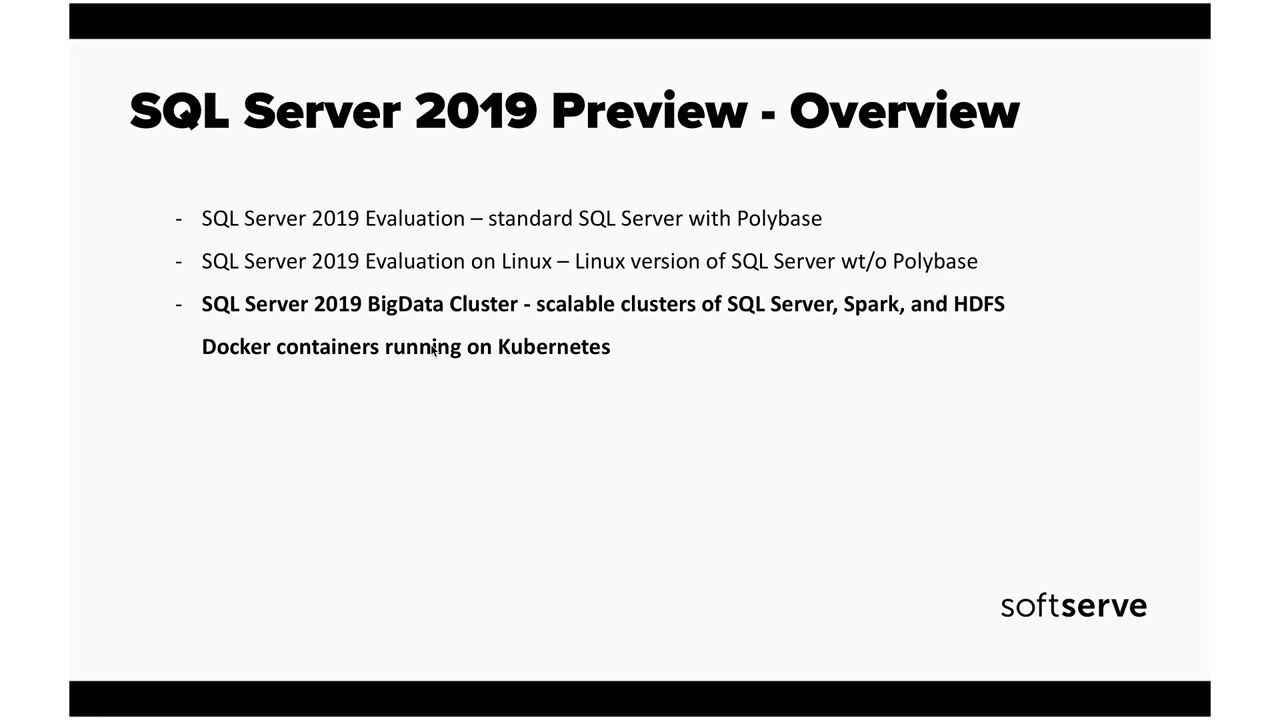 SQL Server 2019 Preview - Overview
- SQL Server 2019 Evaluation – standard SQL Server with Polybase
- SQL Server 2019 Evaluation on Linux – Linux version of SQL Server wt/o Polybase
- SQL Server 2019 BigData Cluster - scalable clusters of SQL Server, Spark, and HDFS
Docker containers running on Kubernetes
softserve